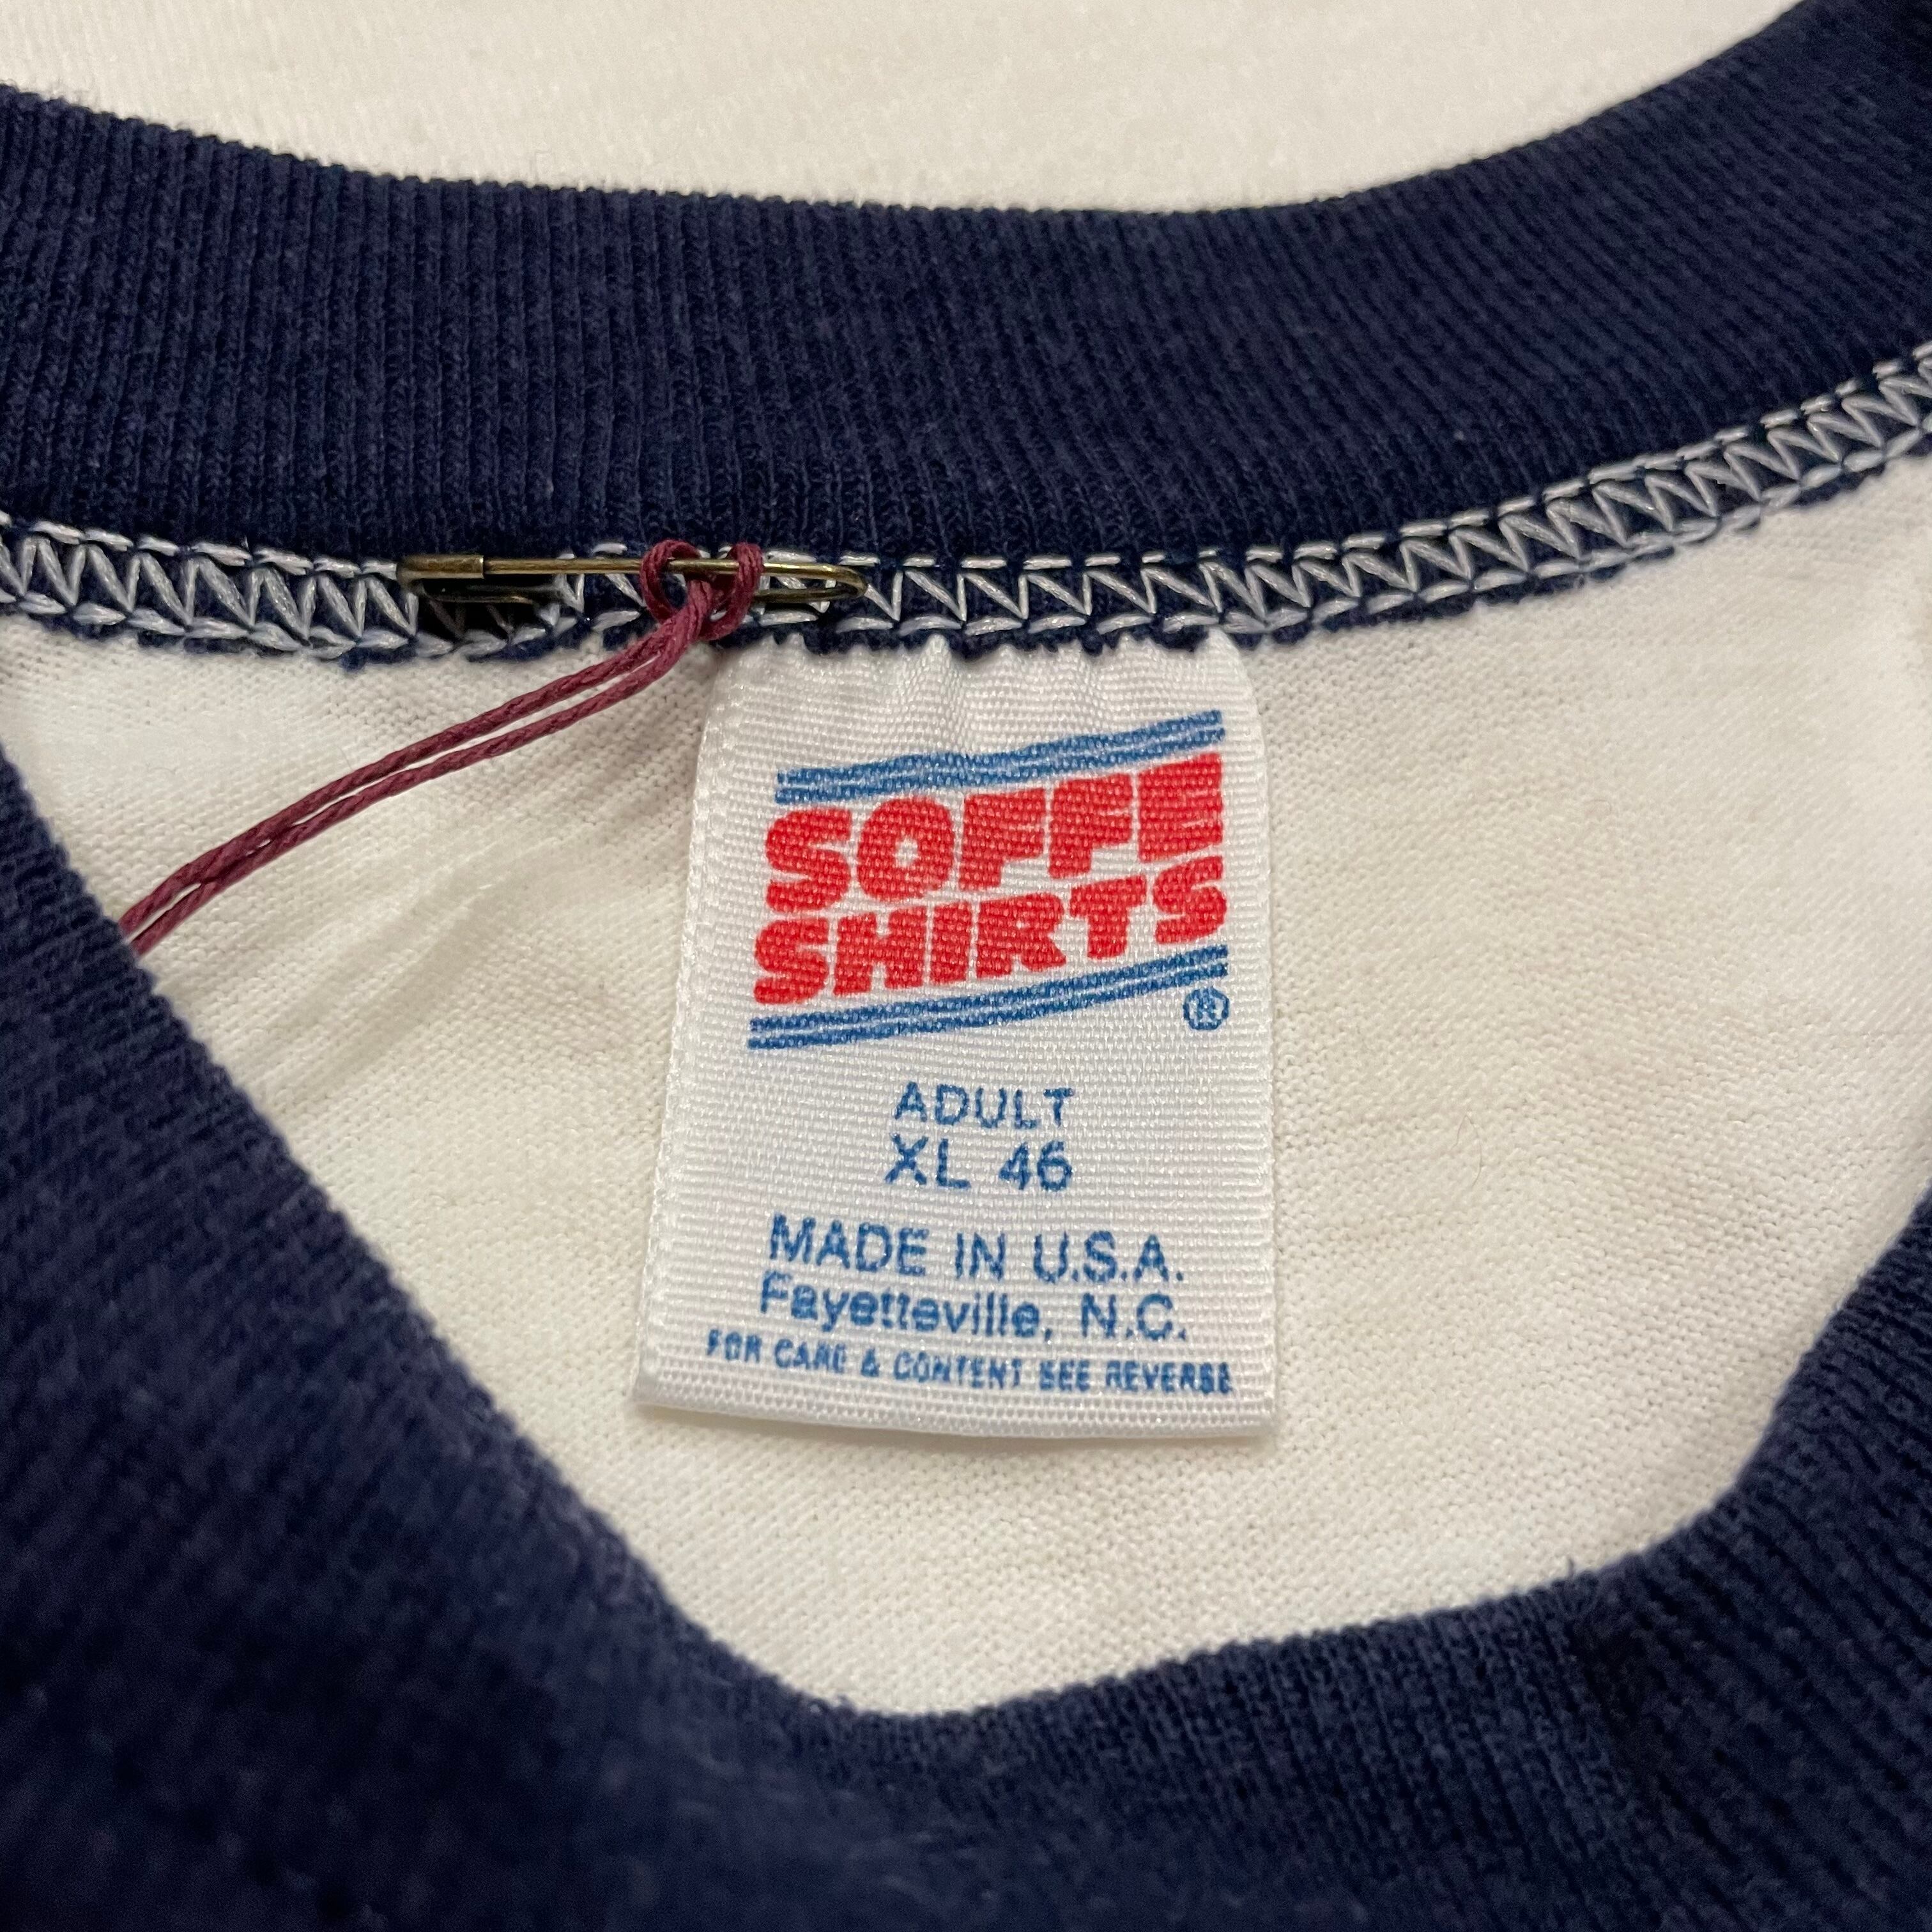 SOFFE
SHIRTS
®
ADULT
XL 46
MADE IN U.S.A.
Fayetteville, N.C.
FOR CARE & CONTENT SEE REVERSE